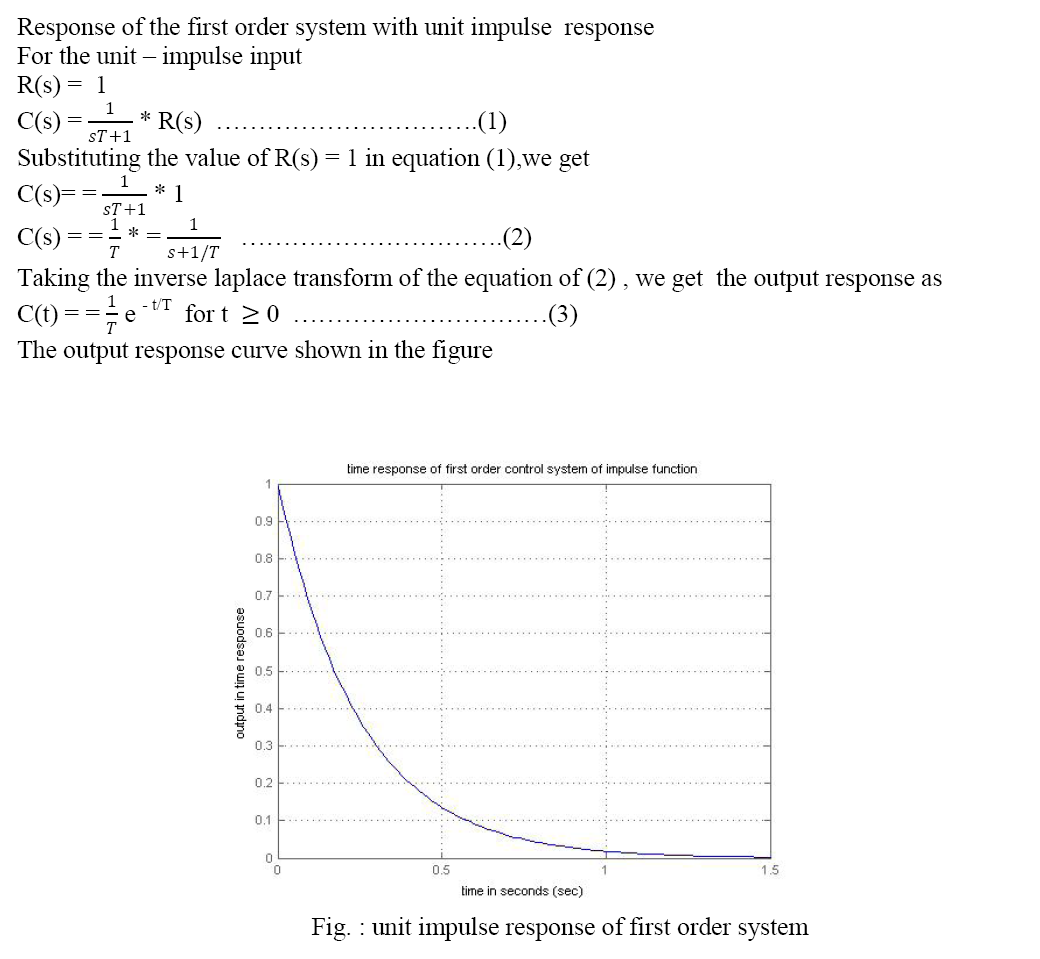 Response of the first order system with unit impulse  response
For the unit – impulse input
R(s) =  1
C(s) = 1/(sT+1) * R(s) ...............................(1)
Substituting the value of R(s) = 1 in equation (1),we get
C(s)= = 1/(sT+1) * 1
C(s) = = 1/T * = 1/(s+1/T) ...............................(2)
Taking the inverse laplace transform of the equation of (2) , we get  the output response as
C(t) = = 1/T e ^(- t/T)  for t  ≥ 0 ..............................(3)
The output response curve shown in the figure
time response of first order control system of impulse function
1
0.9
0.8
0.7
0.6
0.5
0.4
0.3
0.2
0.1
0
output in time response
0 0.5 1 1.5
time in seconds (sec)
Fig. : unit impulse response of first order system